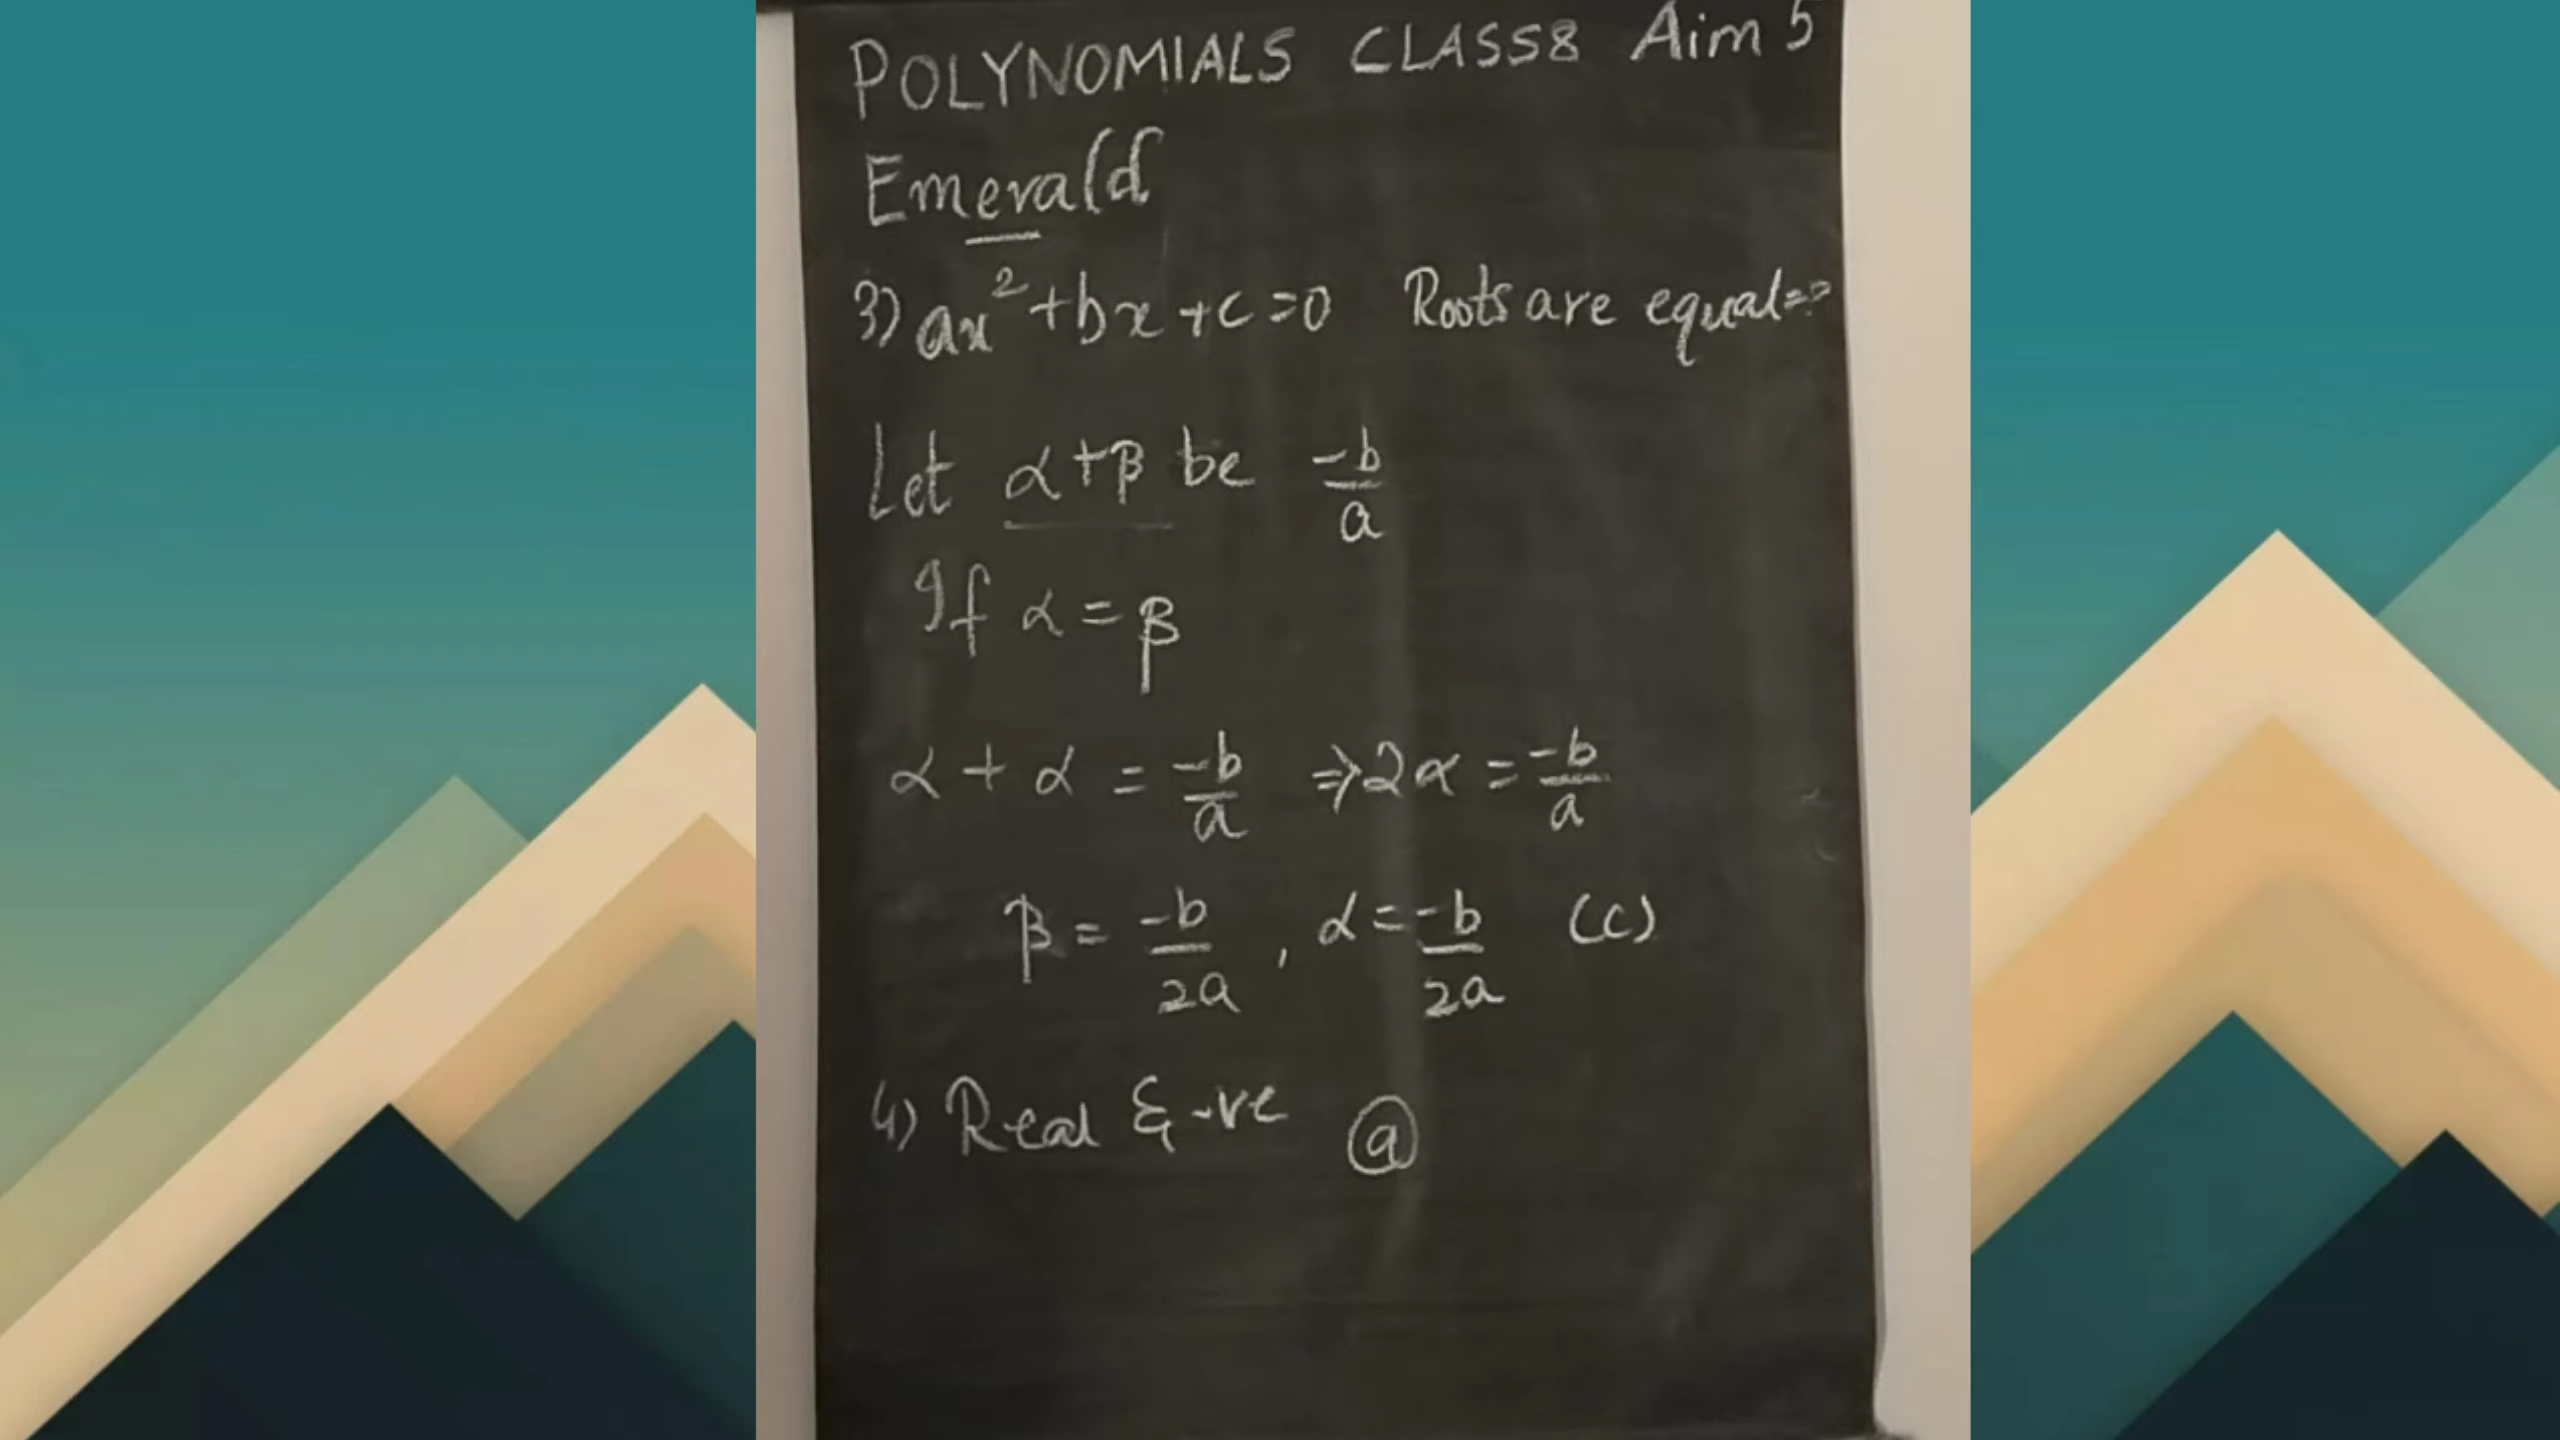 POLYNOMIALS CLASS8 Aim 5
Emerald
3) ax²+bx+c=0 Roots are equal=>
Let α+β be -b/a
If α=β
α+α = -b/a ⇒2α = -b/a
β = -b/2a, α = -b/2a (c)
4) Real & -ve ⓐ